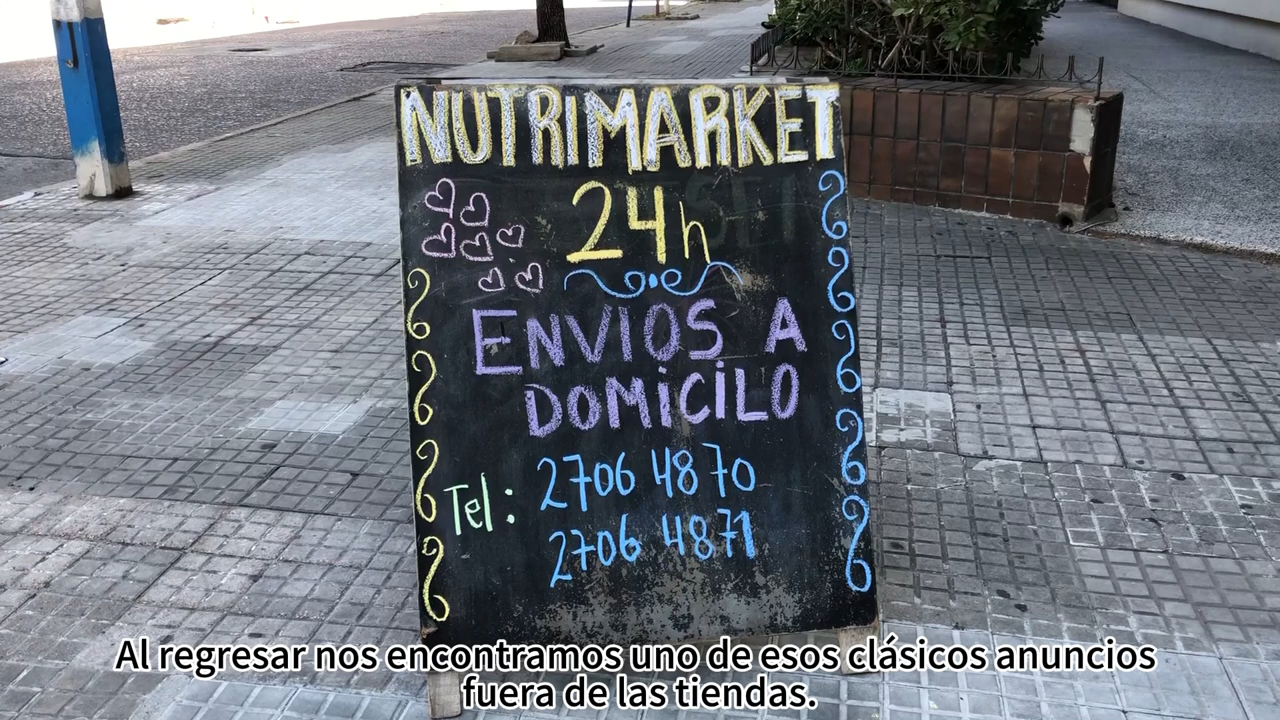 NUTRIMARKET
24h
ENVIOS A
DOMiCiLO
Tel: 2706 4870
2706 4871
Al regresar nos encontramos uno de esos clásicos anuncios
fuera de las tiendas.